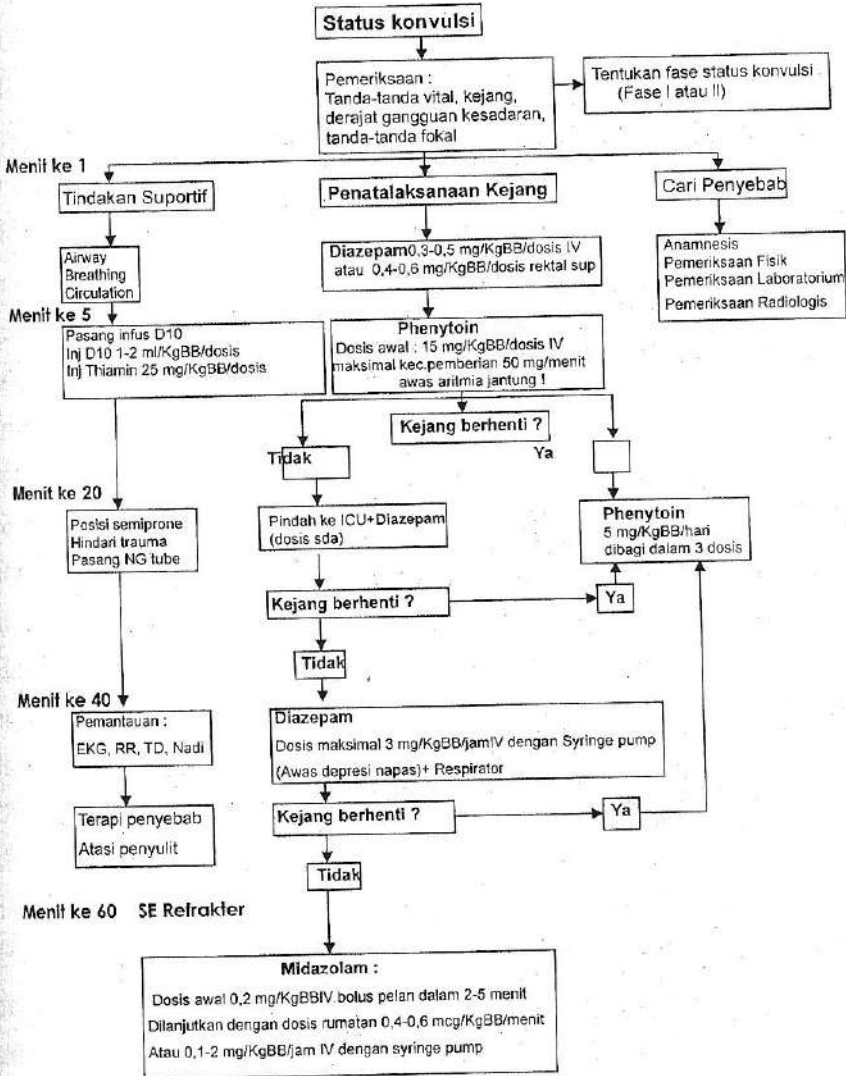 Status konvulsi
Pemeriksaan :
Tanda-tanda vital, kejang,
derajat gangguan kesadaran,
tanda-tanda fokal
Tentukan fase status konvulsi
(Fase I atau II)
Menit ke 1
Tindakan Suportif
Penatalaksanaan Kejang
Cari Penyebab
Airway
Breathing
Circulation
Diazepam0,3-0,5 mg/KgBB/dosis IV
atau 0,4-0,6 mg/KgBB/dosis rektal sup
Anamnesis
Pemeriksaan Fisik
Pemeriksaan Laboratorium
Pemeriksaan Radiologis
Menit ke 5
Pasang infus D10
Inj D10 1-2 ml/KgBB/dosis
Inj Thiamin 25 mg/KgBB/dosis
Phenytoin
Dosis awal : 15 mg/KgBB/dosis IV
maksimal kec.pemberian 50 mg/menit
awas aritmia jantung !
Kejang berhenti ?
Tidak
Ya
Menit ke 20
Posisi semiprone
Hindari trauma
Pasang NG tube
Pindah ke ICU+Diazepam
(dosis sda)
Phenytoin
5 mg/KgBB/hari
dibagi dalam 3 dosis
Kejang berhenti ?
Ya
Tidak
Menit ke 40
Pemantauan :
EKG, RR, TD, Nadi
Diazepam
Dosis maksimal 3 mg/KgBB/jamIV dengan Syringe pump
(Awas depresi napas)+ Respirator
Terapi penyebab
Atasi penyulit
Kejang berhenti ?
Ya
Tidak
Menit ke 60 SE Refrakter
Midazolam :
Dosis awal 0,2 mg/KgBBIV.bolus pelan dalam 2-5 menit
Dilanjutkan dengan dosis rumatan 0,4-0,6 mcg/KgBB/menit
Atau 0,1-2 mg/KgBB/jam IV dengan syringe pump